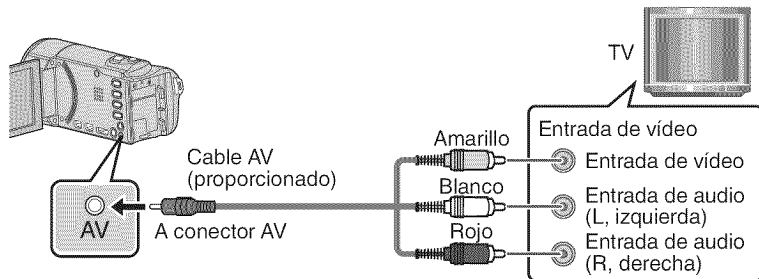 TV
Entrada de vídeo
Amarillo
Entrada de vídeo
Cable AV
(proporcionado)
Blanco
Entrada de audio
(L, izquierda)
AV
A conector AV
Rojo
Entrada de audio
(R, derecha)